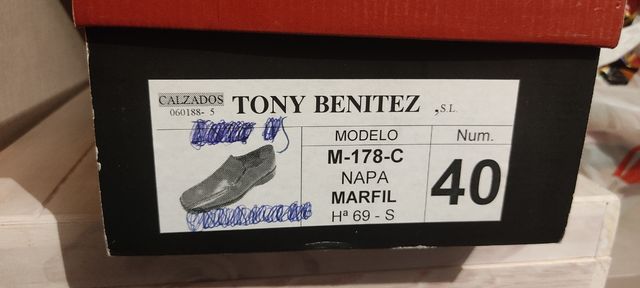 CALZADOS TONY BENITEZ ,S.L.
060188- 5
MODELO
M-178-C
NAPA
MARFIL
Hª 69 - S
Num.
40